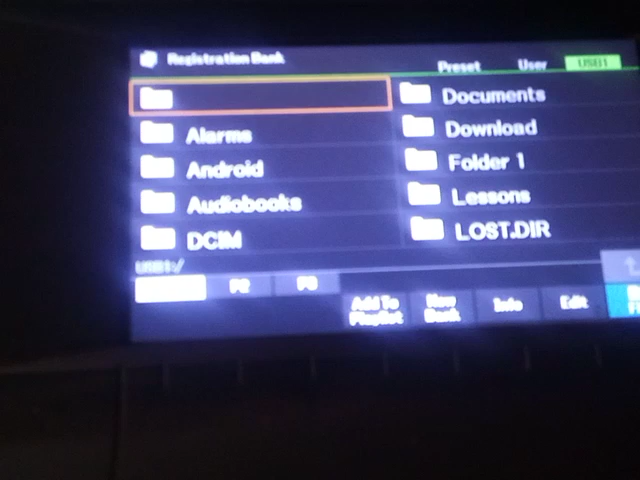 Registration Bank
Preset User USB1
Documents
Alarms
Download
Android
Folder 1
Audiobooks
Lessons
DCIM
LOST.DIR
USB1:/
P2 P3
Add To Playlist
New Bank
Info
Edit